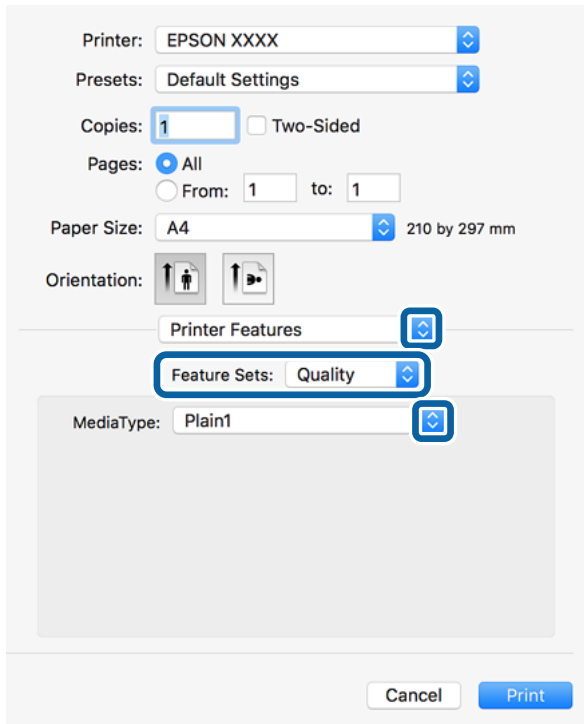 Printer: EPSON XXXX
Presets: Default Settings
Copies: 1 Two-Sided
Pages: All
From: 1 to: 1
Paper Size: A4 210 by 297 mm
Orientation:
Printer Features
Feature Sets: Quality
MediaType: Plain1
Cancel Print